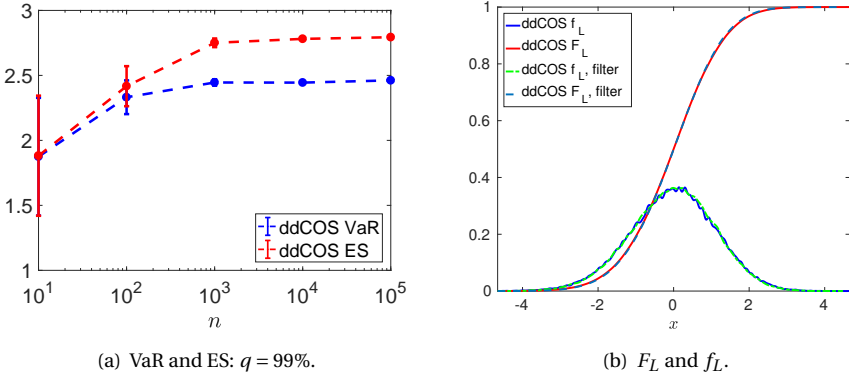 3
2.5
2
1.5
1
10^1
10^2
10^3
10^4
10^5
n
ddCOS VaR
ddCOS ES
(a) VaR and ES: q = 99%.
1
0.8
0.6
0.4
0.2
0
-4
-2
0
2
4
x
ddCOS f_L
ddCOS F_L
ddCOS f_L, filter
ddCOS F_L, filter
(b) F_L and f_L.